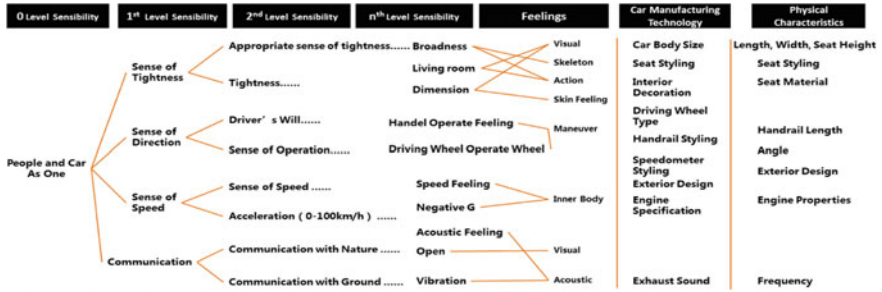 0 Level Sensibility
1st Level Sensibility
2nd Level Sensibility
nth Level Sensibility
Feelings
Car Manufacturing
Technology
Physical
Characteristics
People and Car
As One
Sense of
Tightness
Sense of
Direction
Sense of
Speed
Communication
Appropriate sense of tightness......
Tightness......
Driver's Will......
Sense of Operation......
Sense of Speed ......
Acceleration ( 0-100km/h ) ......
Communication with Nature ......
Communication with Ground ......
Broadness
Living room
Dimension
Handel Operate Feeling
Driving Wheel Operate Wheel
Speed Feeling
Negative G
Acoustic Feeling
Open
Vibration
Visual
Skeleton
Action
Skin Feeling
Maneuver
Inner Body
Visual
Acoustic
Car Body Size
Seat Styling
Interior
Decoration
Driving Wheel
Type
Handrail Styling
Speedometer
Styling
Exterior Design
Engine
Specification
Exhaust Sound
Length, Width, Seat Height
Seat Styling
Seat Material
Handrail Length
Angle
Exterior Design
Engine Properties
Frequency